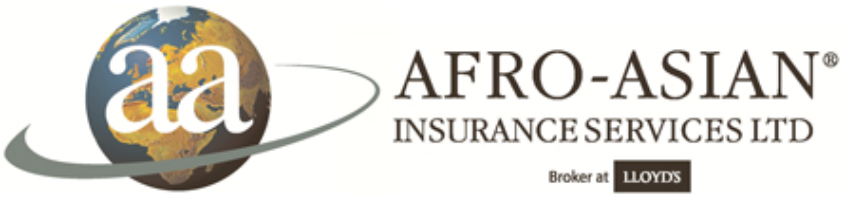 aa
AFRO-ASIAN®
INSURANCE SERVICES LTD
Broker at LLOYD'S